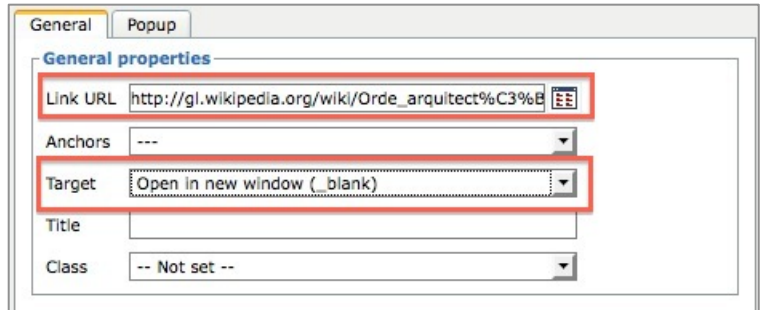 General Popup
General properties
Link URL http://gl.wikipedia.org/wiki/Orde_arquitect%C3%B
Anchors ---
Target Open in new window (_blank)
Title
Class -- Not set --